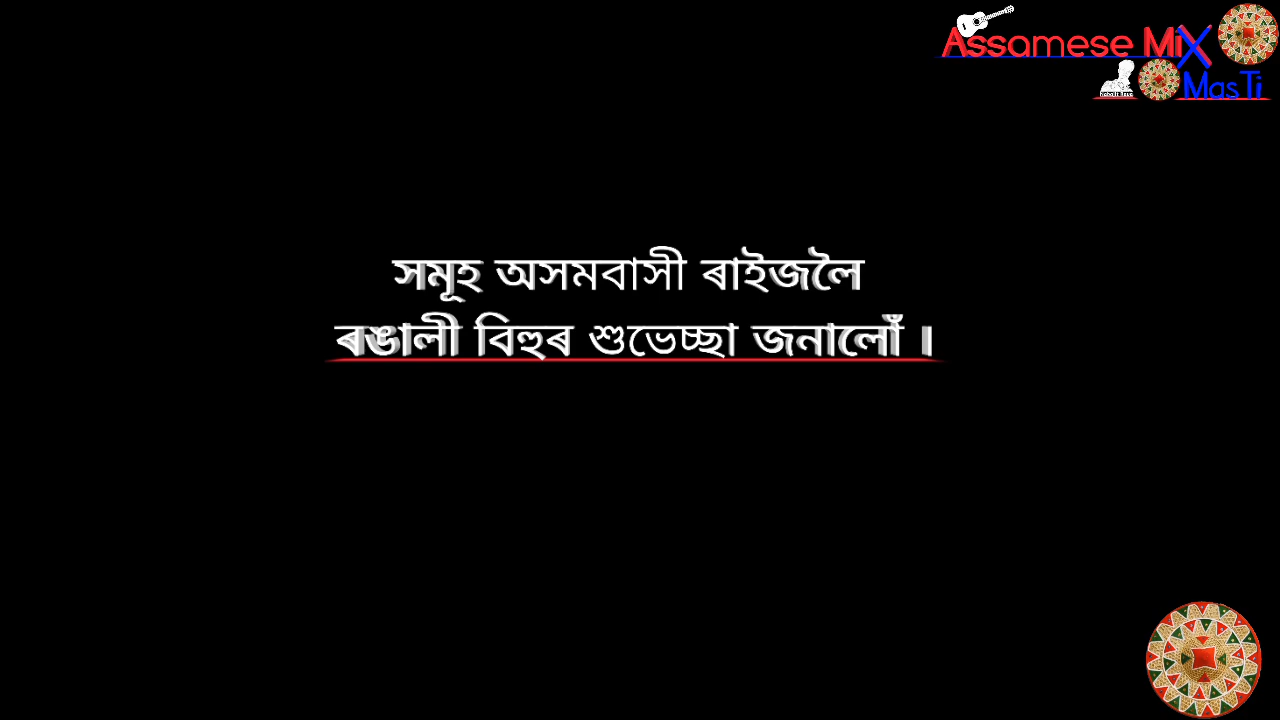 Assamese MiX
MasTi
সমূহ অসমবাসী ৰাইজলৈ
ৰঙালী বিহুৰ শুভেচ্ছা জনালোঁ ।